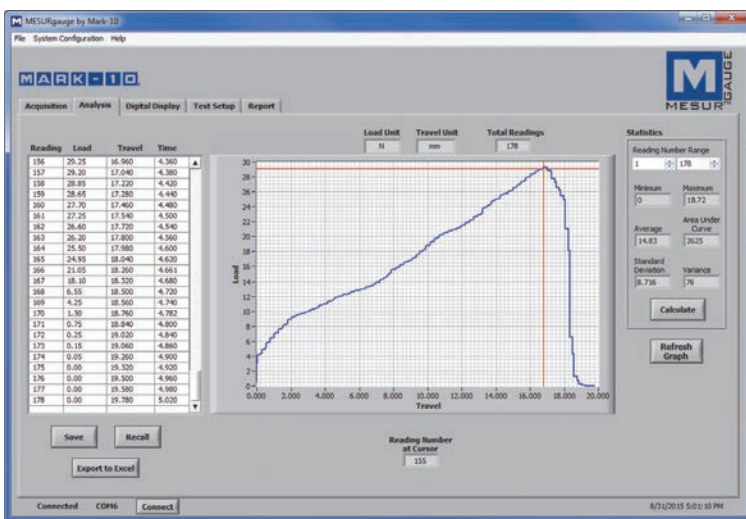 MESURgauge by Mark-10
File System Configuration Help
MARK-10
M
MESUR GAUGE
Acquisition Analysis Digital Display Test Setup Report
Load Unit Travel Unit Total Readings
N mm 178
Reading Load Travel Time
156 29.25 16.960 4.360
157 29.20 17.040 4.380
158 28.85 17.220 4.420
159 28.65 17.280 4.440
160 27.70 17.460 4.480
161 27.25 17.540 4.500
162 26.60 17.720 4.540
163 26.20 17.800 4.560
164 25.50 17.980 4.600
165 24.95 18.040 4.620
166 21.05 18.260 4.661
167 18.10 18.320 4.680
168 6.55 18.500 4.720
169 4.25 18.560 4.740
170 1.30 18.760 4.782
171 0.75 18.840 4.800
172 0.25 19.020 4.840
173 0.15 19.060 4.860
174 0.05 19.260 4.900
175 0.00 19.320 4.920
176 0.00 19.500 4.960
177 0.00 19.580 4.980
178 0.00 19.780 5.020
Load
30
28
26
24
22
20
18
16
14
12
10
8
6
4
2
0
0.000 2.000 4.000 6.000 8.000 10.000 12.000 14.000 16.000 18.000 20.000
Travel
Statistics
Reading Number Range
1 178
Minimum Maximum
0 18.72
Average Area Under Curve
14.83 2625
Standard Deviation Variance
8.736 76
Calculate
Refresh Graph
Save Recall
Export to Excel
Reading Number
at Cursor
155
Connected COM6 Connect
8/31/2015 5:01:10 PM